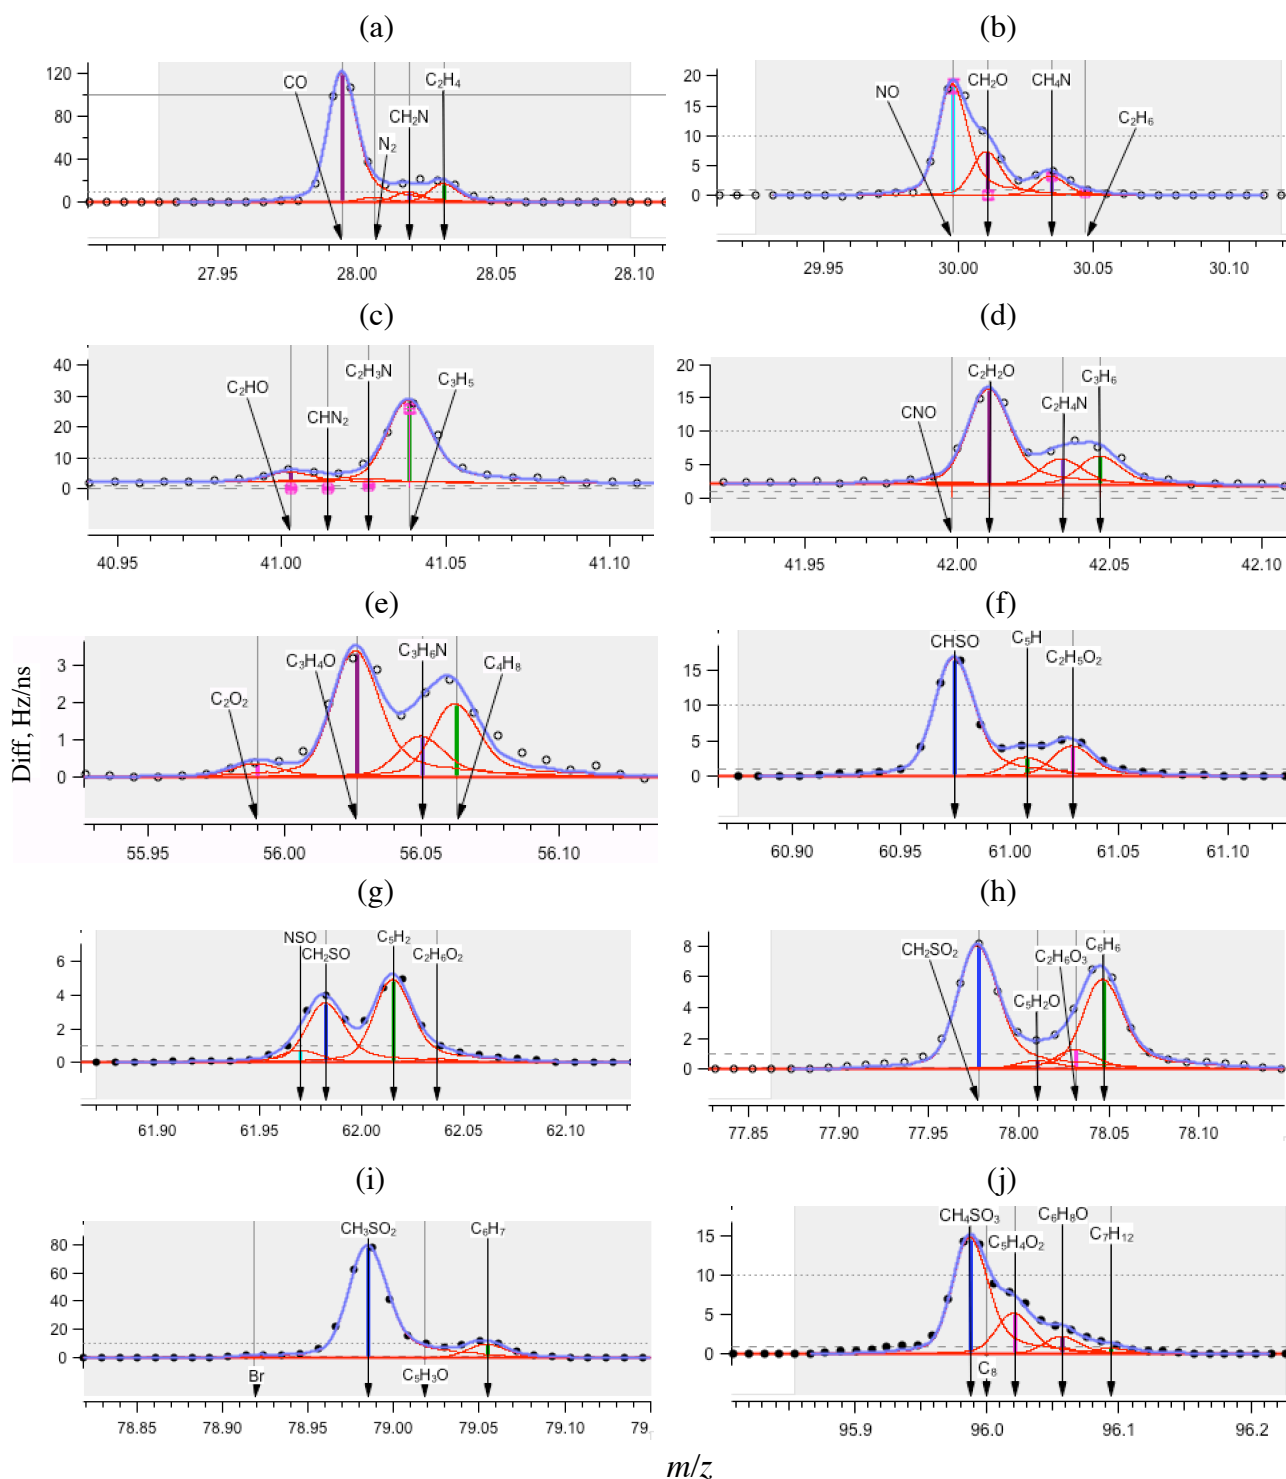 (a)
(b)
120
100
80
60
40
20
0
CO
N₂
CH₂N
C₂H₄
27.95
28.00
28.05
28.10
20
15
10
5
0
NO
CH₂O
CH₄N
C₂H₆
29.95
30.00
30.05
30.10
(c)
(d)
40
30
20
10
0
C₂HO
CHN₂
C₂H₃N
C₃H₅
40.95
41.00
41.05
41.10
20
15
10
5
0
CNO
C₂H₂O
C₂H₄N
C₃H₆
41.95
42.00
42.05
42.10
(e)
(f)
Diff, Hz/ns
3
2
1
0
C₂O₂
C₃H₄O
C₃H₆N
C₄H₈
55.95
56.00
56.05
56.10
15
10
5
0
CHSO
C₅H
C₂H₅O₂
60.90
60.95
61.00
61.05
61.10
(g)
(h)
6
4
2
0
NSO
CH₂SO
C₅H₂
C₂H₆O₂
61.90
61.95
62.00
62.05
62.10
8
6
4
2
0
CH₂SO₂
C₅H₂O
C₂H₆O₃
C₆H₆
77.85
77.90
77.95
78.00
78.05
78.10
(i)
(j)
80
60
40
20
0
Br
CH₃SO₂
C₅H₃O
C₆H₇
78.85
78.90
78.95
79.00
79.05
79.10
79.
15
10
5
0
CH₄SO₃
C₈
C₅H₄O₂
C₆H₈O
C₇H₁₂
95.9
96.0
96.1
96.2
m/z